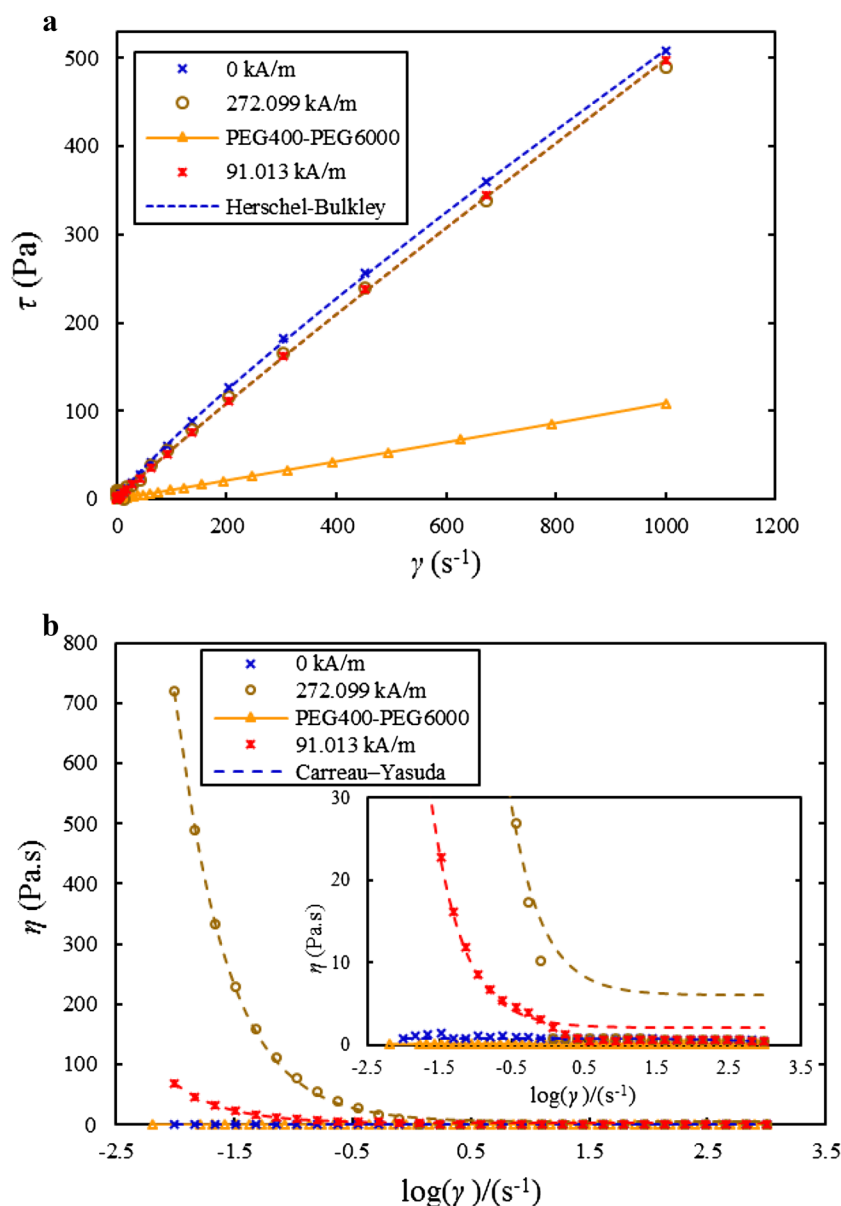 a
0 kA/m
272.099 kA/m
PEG400-PEG6000
91.013 kA/m
Herschel-Bulkley
τ (Pa)
500
400
300
200
100
0
0 200 400 600 800 1000 1200
γ (s⁻¹)
b
0 kA/m
272.099 kA/m
PEG400-PEG6000
91.013 kA/m
Carreau–Yasuda
η (Pa.s)
800
700
600
500
400
300
200
100
0
-2.5 -1.5 -0.5 0.5 1.5 2.5 3.5
log(γ)/(s⁻¹)
η (Pa.s)
30
20
10
0
-2.5 -1.5 -0.5 0.5 1.5 2.5 3.5
log(γ)/(s⁻¹)